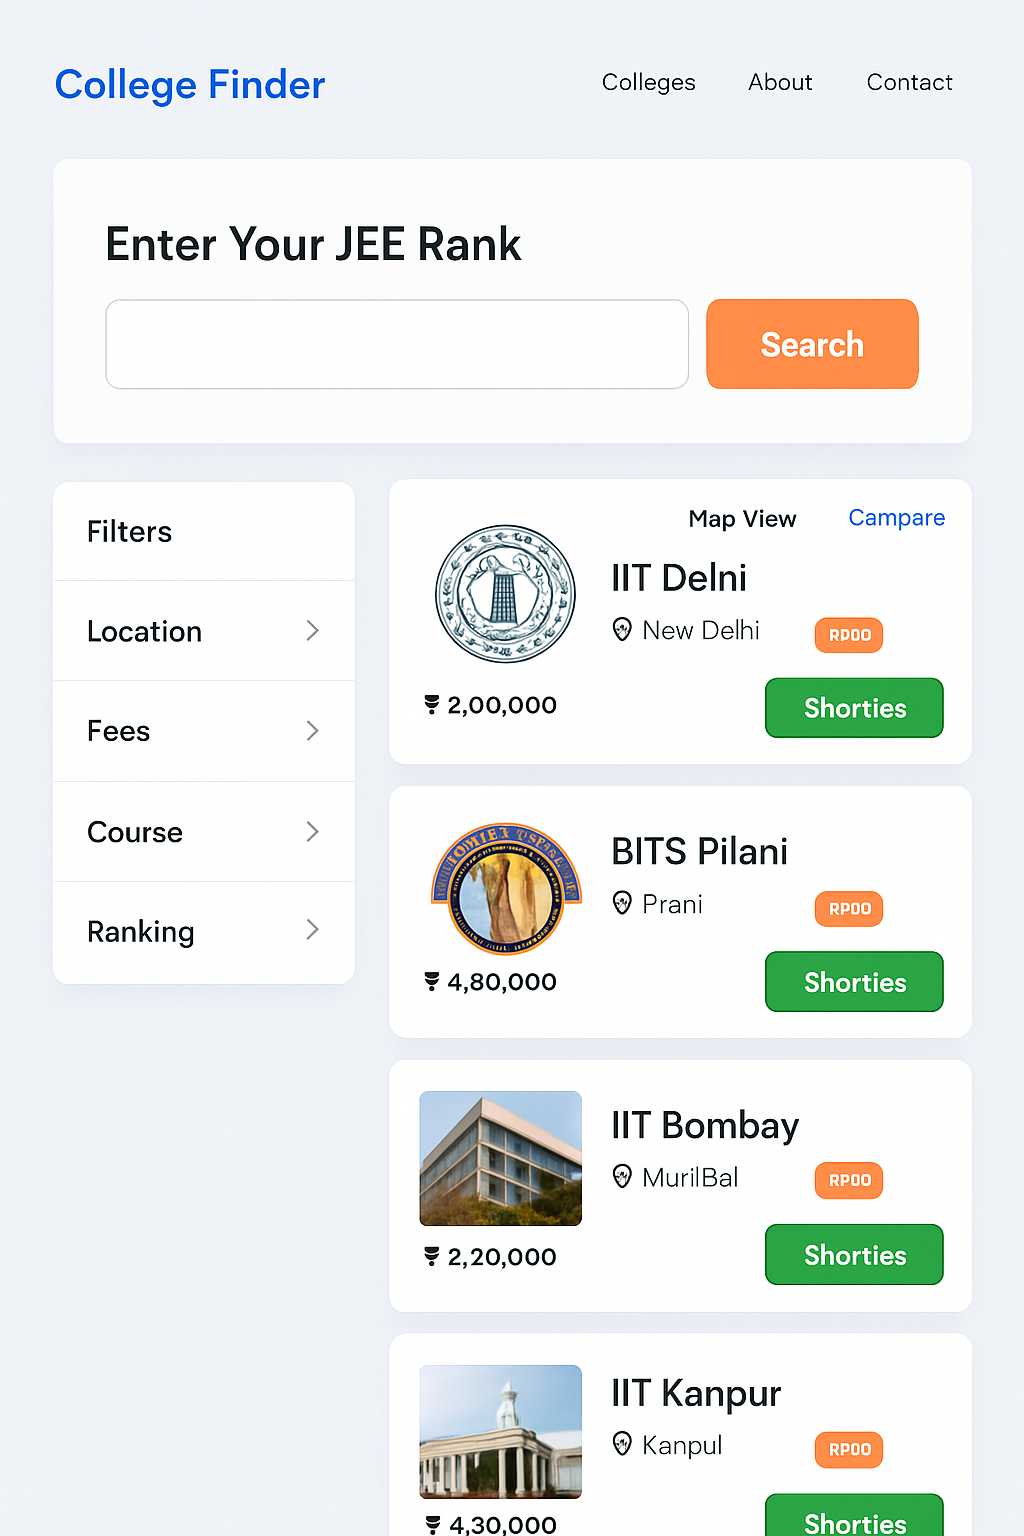 College Finder
Colleges
About
Contact
Enter Your JEE Rank
Search
Filters
Location
Fees
Course
Ranking
Map View
Campare
IIT Delni
New Delhi
RPOO
2,00,000
Shorties
BITS Pilani
Prani
RPOO
4,80,000
Shorties
IIT Bombay
MurilBal
RPOO
2,20,000
Shorties
IIT Kanpur
Kanpul
RPOO
4,30,000
Shorties